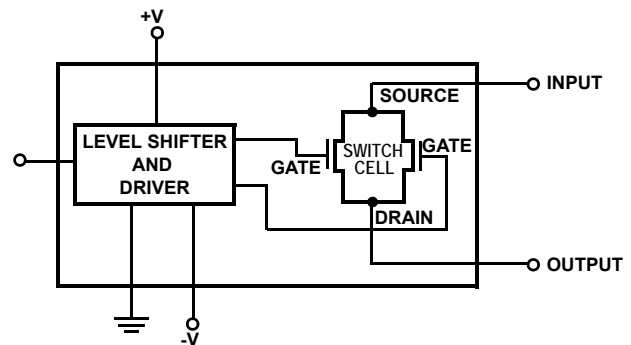 +V
INPUT
SOURCE
LEVEL SHIFTER
AND
DRIVER
GATE
SWITCH
CELL
GATE
DRAIN
OUTPUT
-V